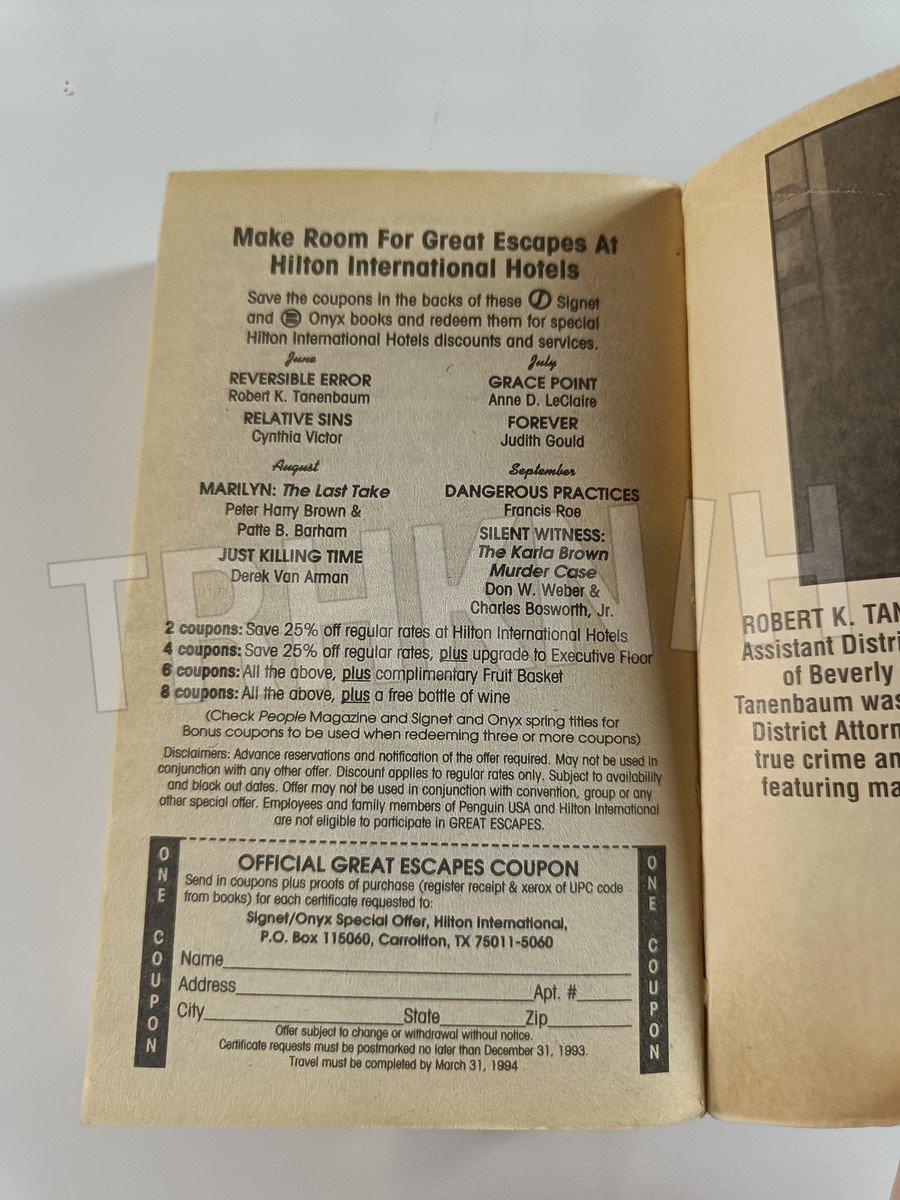 Make Room For Great Escapes At
Hilton International Hotels
Save the coupons in the backs of these Signet
and Onyx books and redeem them for special
Hilton International Hotels discounts and services.
June
REVERSIBLE ERROR
Robert K. Tanenbaum
RELATIVE SINS
Cynthia Victor
July
GRACE POINT
Anne D. LeClaire
FOREVER
Judith Gould
August
MARILYN: The Last Take
Peter Harry Brown &
Patte B. Barham
JUST KILLING TIME
Derek Van Arman
September
DANGEROUS PRACTICES
Francis Roe
SILENT WITNESS:
The Karla Brown
Murder Case
Don W. Weber &
Charles Bosworth, Jr.
2 coupons: Save 25% off regular rates at Hilton International Hotels
4 coupons: Save 25% off regular rates, plus upgrade to Executive Floor
6 coupons: All the above, plus complimentary Fruit Basket
8 coupons: All the above, plus a free bottle of wine
(Check People Magazine and Signet and Onyx spring titles for
Bonus coupons to be used when redeeming three or more coupons)
Disclaimers: Advance reservations and notification of the offer required. May not be used in
conjunction with any other offer. Discount applies to regular rates only. Subject to availability
and black out dates. Offer may not be used in conjunction with convention, group or any
other special offer. Employees and family members of Penguin USA and Hilton International
are not eligible to participate in GREAT ESCAPES.
ONE COUPON
OFFICIAL GREAT ESCAPES COUPON
Send in coupons plus proofs of purchase (register receipt & xerox of UPC code
from books) for each certificate requested to:
Signet/Onyx Special Offer, Hilton International,
P.O. Box 115060, Carrollton, TX 75011-5060
Name
Address Apt. #
City State Zip
Offer subject to change or withdrawal without notice.
Certificate requests must be postmarked no later than December 31, 1993.
Travel must be completed by March 31, 1994
ONE COUPON
ROBERT K. TAN
Assistant Distri
of Beverly
Tanenbaum was
District Attorn
true crime an
featuring ma